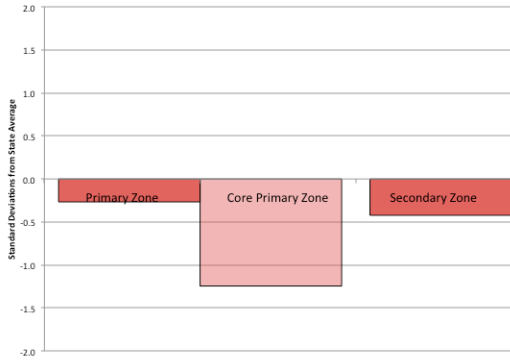 Standard Deviations from State Average
2.0
1.5
1.0
0.5
0.0
-0.5
-1.0
-1.5
-2.0
Primary Zone
Core Primary Zone
Secondary Zone